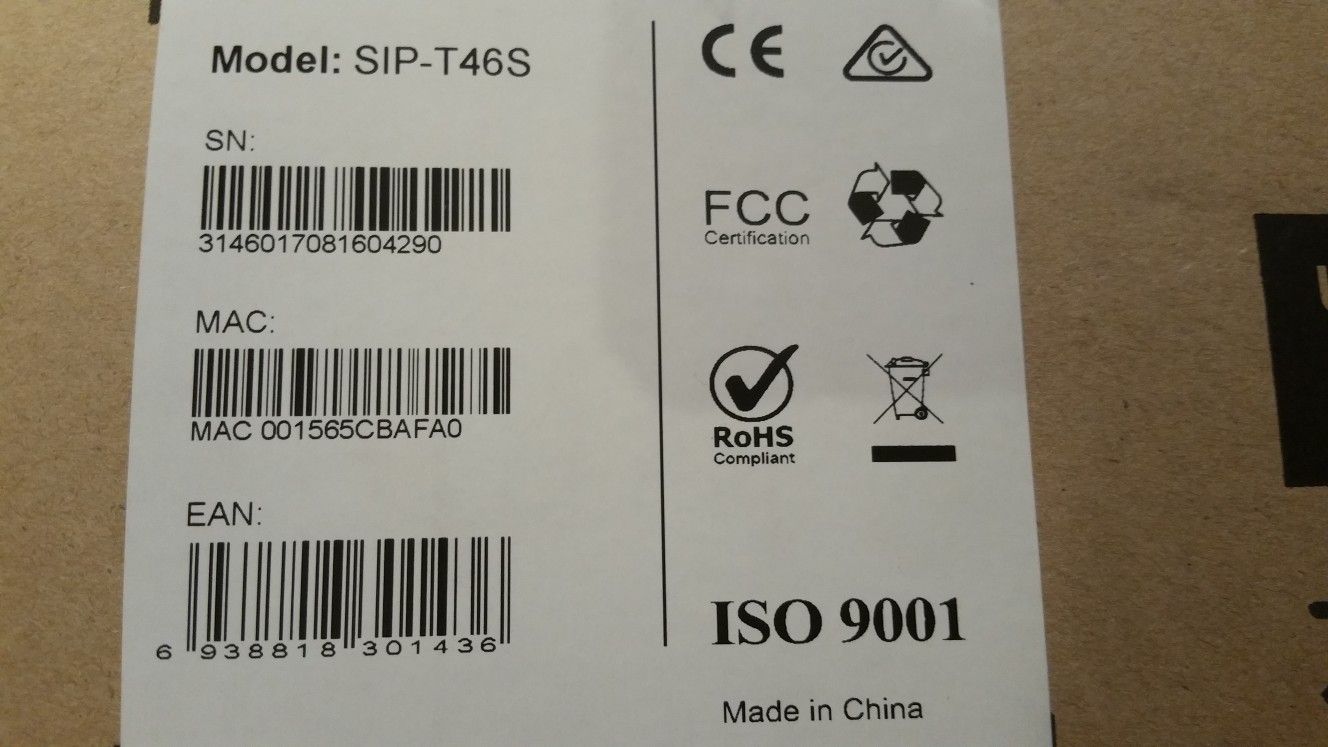 Model: SIP-T46S
SN:
3146017081604290
MAC:
MAC 001565CBAFA0
EAN:
6 938818 301436
CE
FCC
Certification
RoHS
Compliant
ISO 9001
Made in China